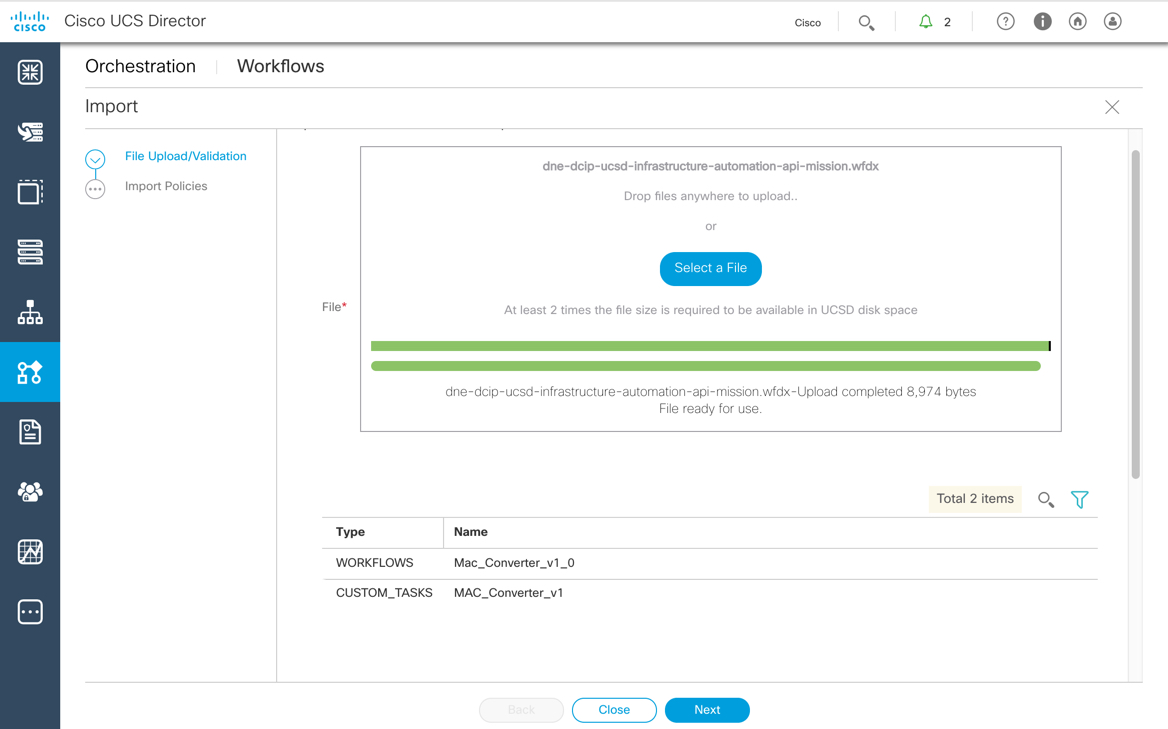 cisco
Cisco UCS Director
Cisco
2
Orchestration
Workflows
Import
File Upload/Validation
Import Policies
dne-dcip-ucsd-infrastructure-automation-api-mission.wfdx
Drop files anywhere to upload..
or
Select a File
File*
At least 2 times the file size is required to be available in UCSD disk space
dne-dcip-ucsd-infrastructure-automation-api-mission.wfdx-Upload completed 8,974 bytes
File ready for use.
Total 2 items
Type Name
WORKFLOWS Mac_Converter_v1_0
CUSTOM_TASKS MAC_Converter_v1
Back
Close
Next